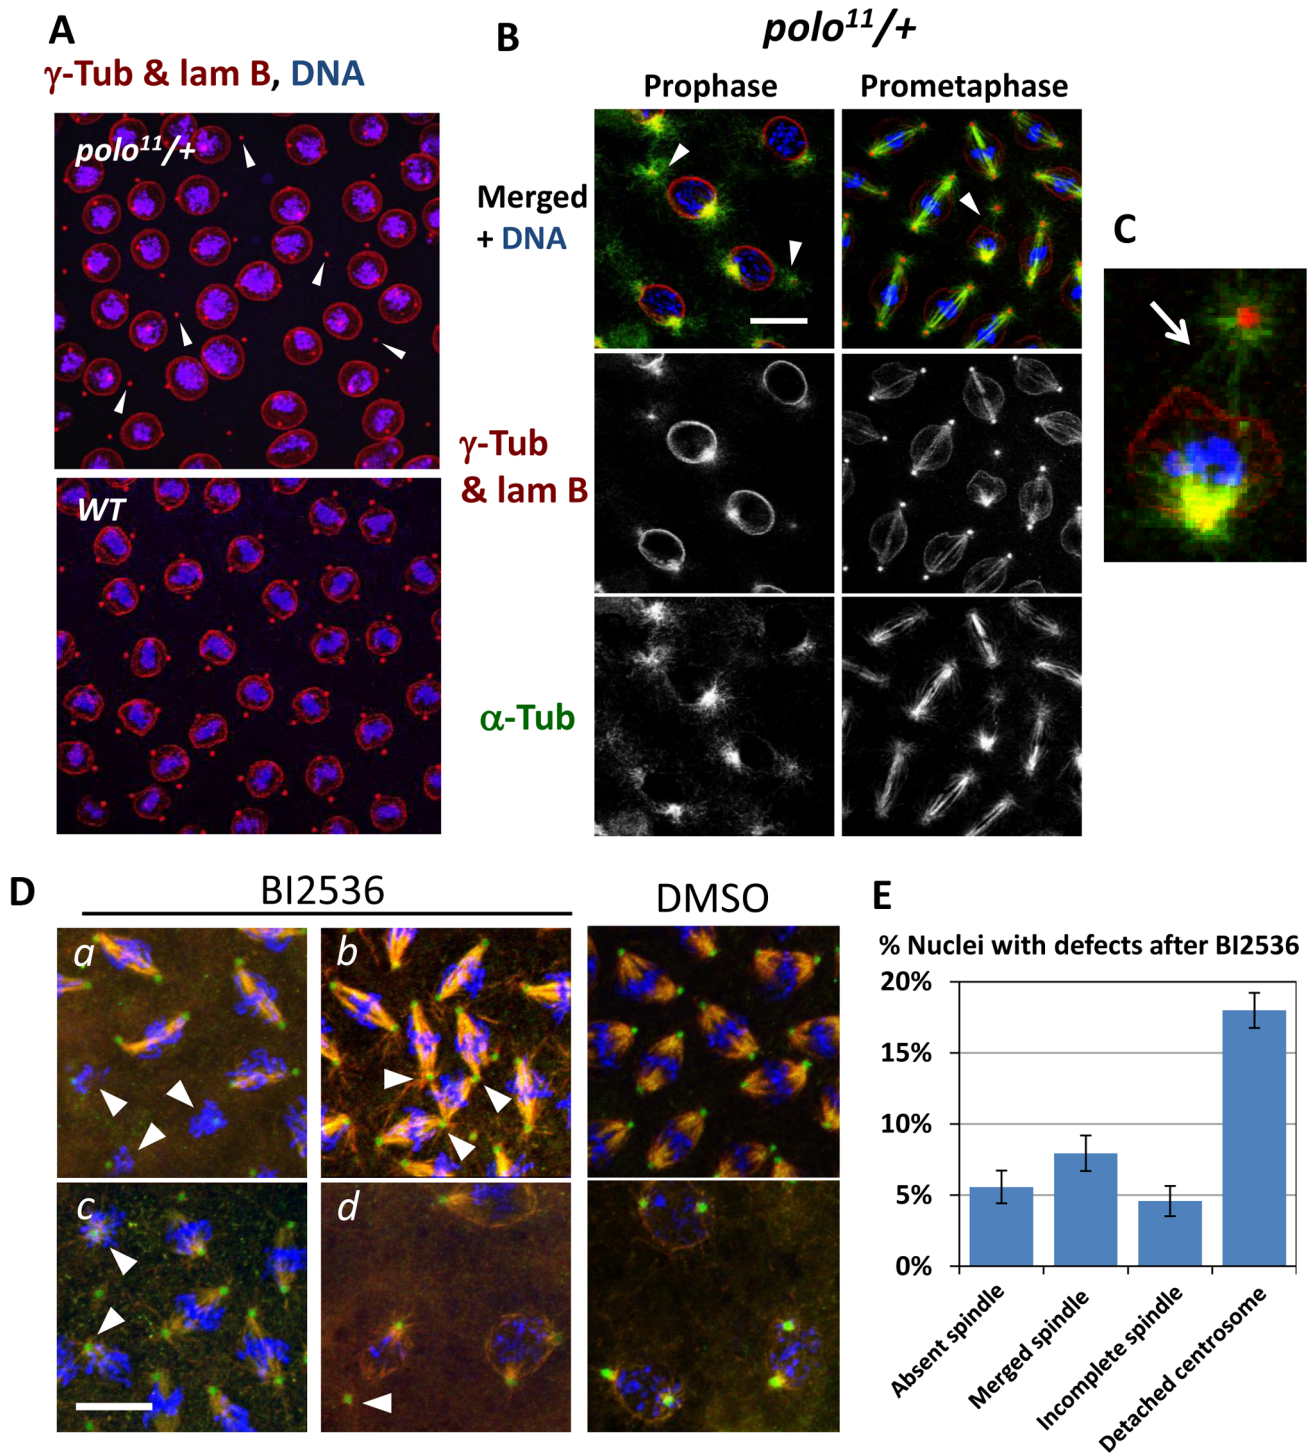 A
γ-Tub & lam B, DNA
polo11/+
WT
B
polo11/+
Prophase
Prometaphase
Merged
+ DNA
γ-Tub
& lam B
α-Tub
C
D
BI2536
DMSO
a
b
c
d
E
% Nuclei with defects after BI2536
20%
15%
10%
5%
0%
Absent spindle
Merged spindle
Incomplete spindle
Detached centrosome